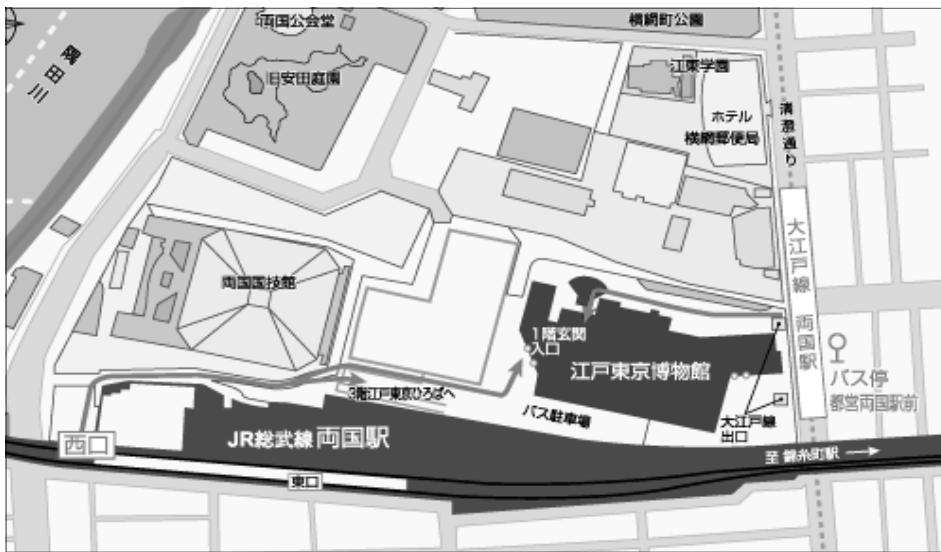 両国公会堂
横網町公園
隅田川
旧安田庭園
江東学園
ホテル
横網郵便局
清澄通り
大江戸線 両国駅
両国国技館
1階玄関
入口
江戸東京博物館
バス停
都営両国駅前
3階江戸東京ひろばへ
バス駐車場
大江戸線
出口
西口
JR総武線 両国駅
至 錦糸町駅
東口